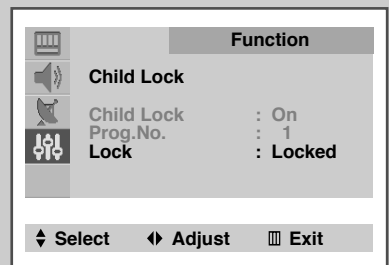 Function
Child Lock
Child Lock : On
Prog.No. : 1
Lock : Locked
Select Adjust Exit